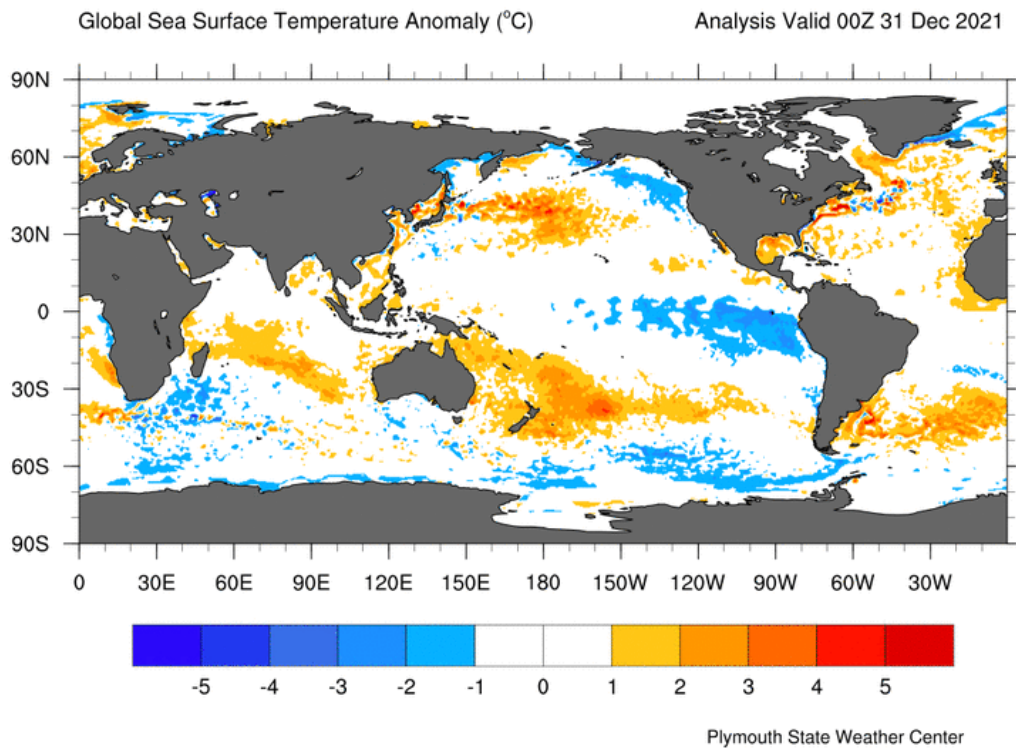 Global Sea Surface Temperature Anomaly (°C) Analysis Valid 00Z 31 Dec 2021
90N
60N
30N
0
30S
60S
90S
0 30E 60E 90E 120E 150E 180 150W 120W 90W 60W 30W
-5 -4 -3 -2 -1 0 1 2 3 4 5
Plymouth State Weather Center